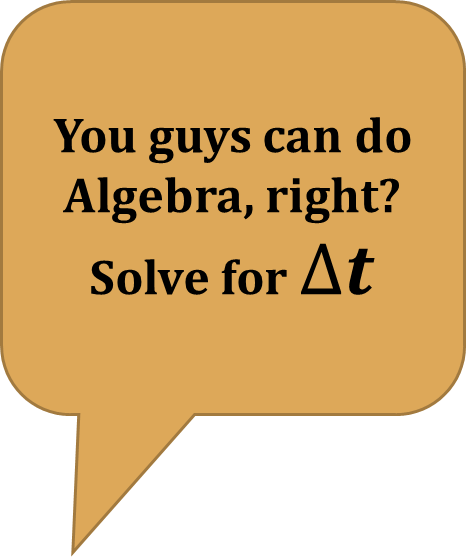 You guys can do
Algebra, right?
Solve for Δt